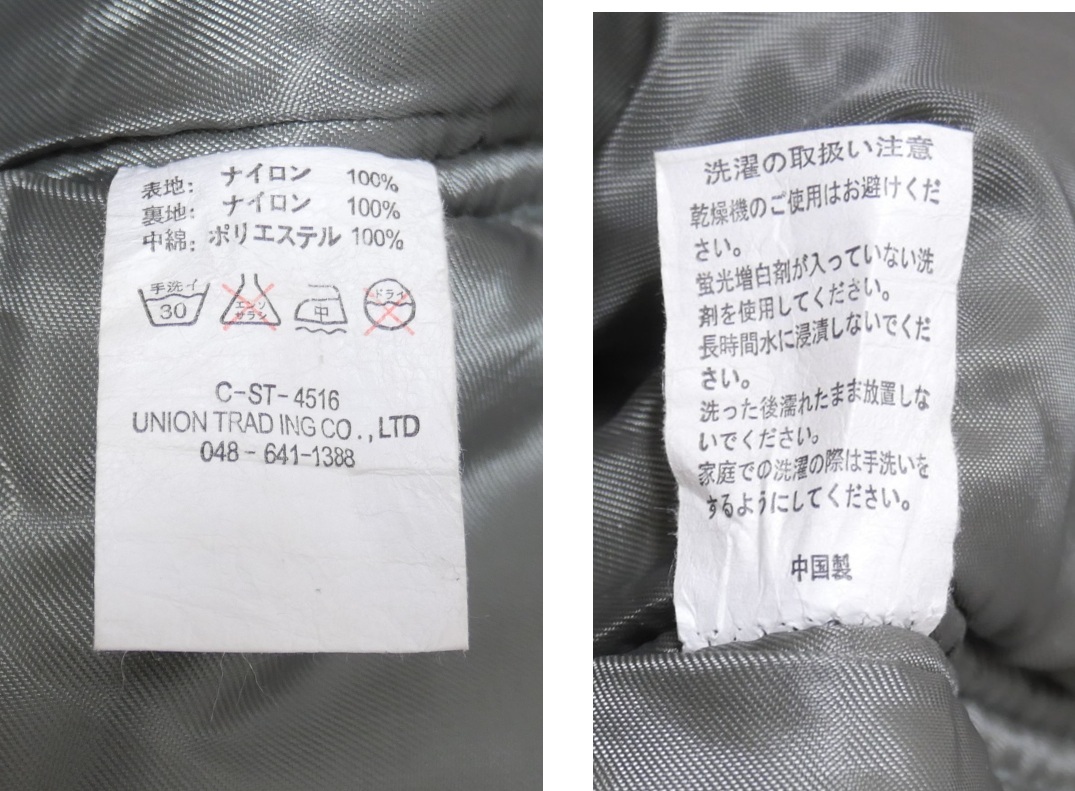 表地: ナイロン 100%
裏地: ナイロン 100%
中綿: ポリエステル 100%
手洗イ
30
エンソ
サラシ
中
ドライ
C-ST-4516
UNION TRADING CO.,LTD
048-641-1388
洗濯の取扱い注意
乾燥機のご使用はお避けくだ
さい。
蛍光増白剤が入っていない洗
剤を使用してください。
長時間水に浸漬しないでくだ
さい。
洗った後濡れたまま放置しな
いでください。
家庭での洗濯の際は手洗いを
するようにしてください。
中国製